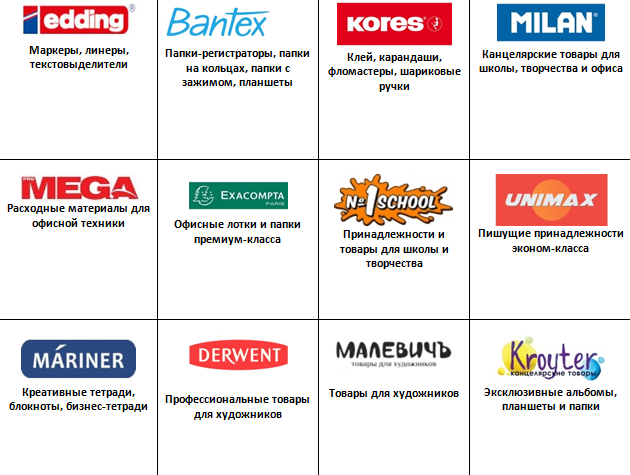 edding
Маркеры, линеры,
текстовыделители
Bantex
Папки-регистраторы, папки
на кольцах, папки с
зажимом, планшеты
KORES
Клей, карандаши,
фломастеры, шариковые
ручки
MILAN
Канцелярские товары для
школы, творчества и офиса
PRO
MEGA
Расходные материалы для
офисной техники
EXACOMPTA
PARIS
Офисные лотки и папки
премиум-класса
№1 SCHOOL
Принадлежности и
товары для школы и
творчества
UNIMAX
Пишущие принадлежности
эконом-класса
MÁRINER
Креативные тетради,
блокноты, бизнес-тетради
DERWENT
Профессиональные товары
для художников
МАЛЕВИЧЪ
товары для художников
Товары для художников
Kroyter
канцелярские товары
Эксклюзивные альбомы,
планшеты и папки